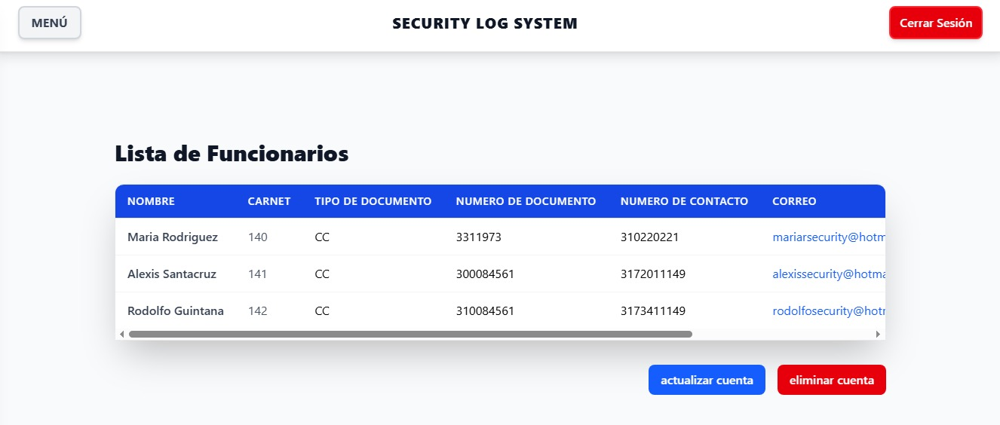 MENÚ SECURITY LOG SYSTEM Cerrar Sesión
Lista de Funcionarios
NOMBRE CARNET TIPO DE DOCUMENTO NUMERO DE DOCUMENTO NUMERO DE CONTACTO CORREO
Maria Rodriguez 140 CC 3311973 310220221 mariarsecurity@hotm
Alexis Santacruz 141 CC 300084561 3172011149 alexissecurity@hotma
Rodolfo Guintana 142 CC 310084561 3173411149 rodolfosecurity@hotr
actualizar cuenta eliminar cuenta